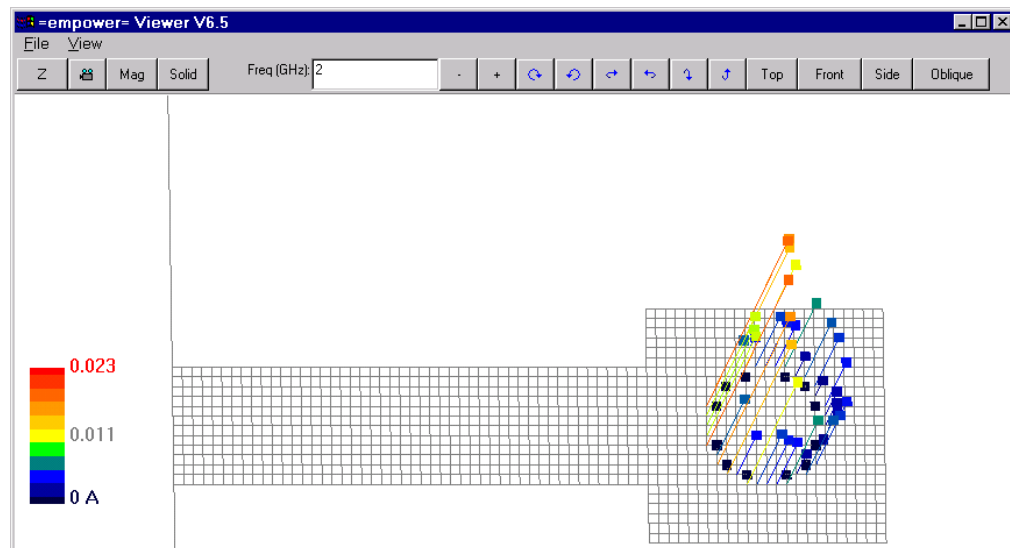 =empower= Viewer V6.5
File View
Z Mag Solid Freq (GHz): 2 - + Top Front Side Oblique
0.023
0.011
0 A